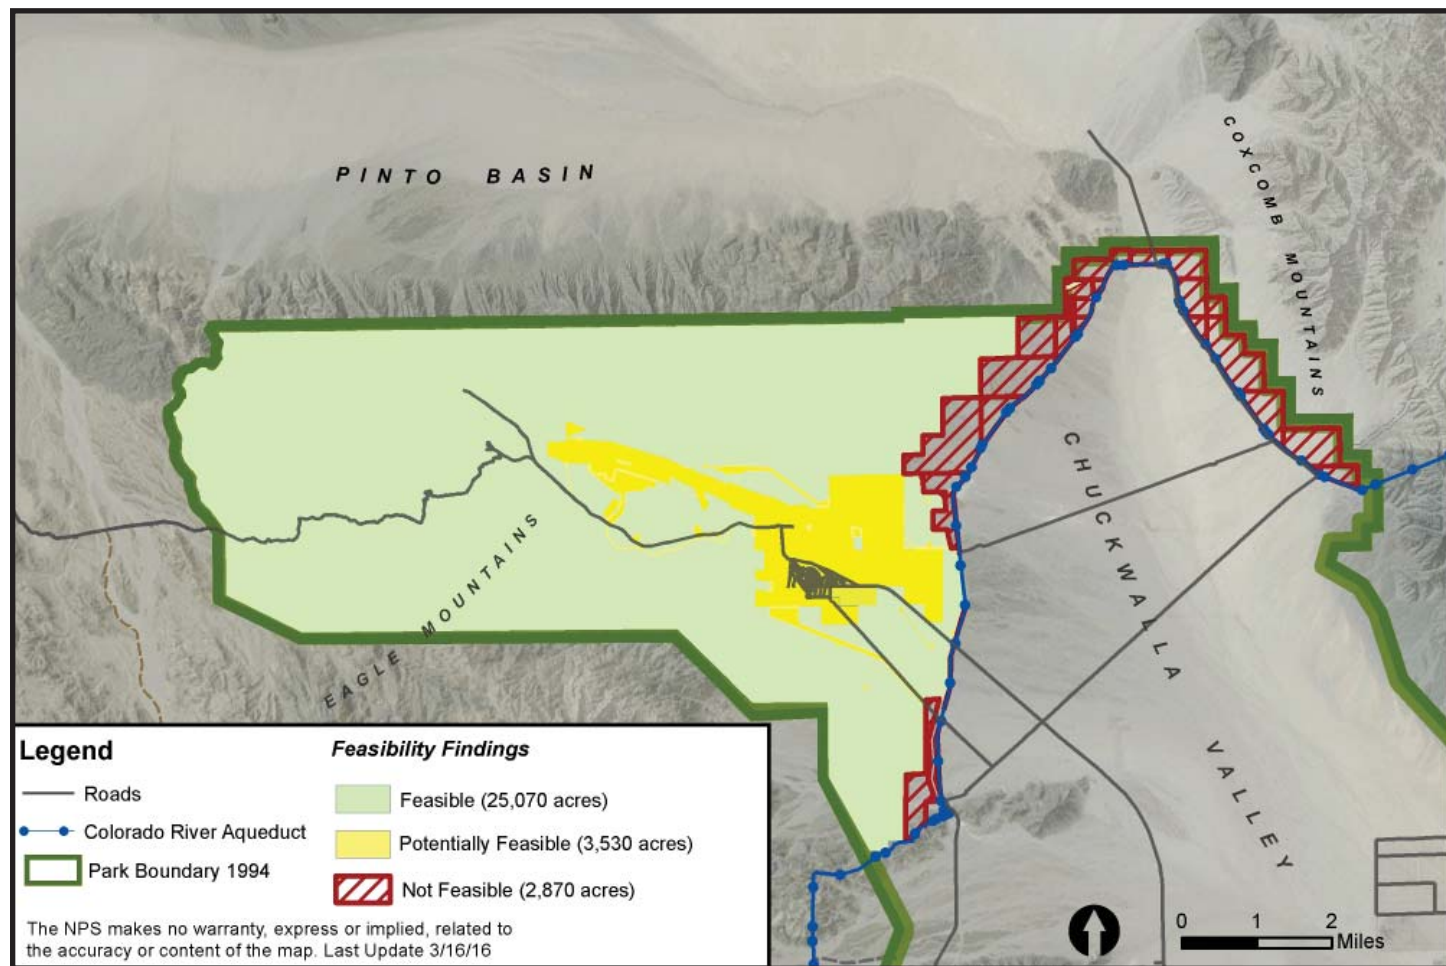 PINTO BASIN
COXCOMB MOUNTAINS
CHUCKWALLA VALLEY
EAGLE MOUNTAINS
Legend
Roads
Colorado River Aqueduct
Park Boundary 1994
Feasibility Findings
Feasible (25,070 acres)
Potentially Feasible (3,530 acres)
Not Feasible (2,870 acres)
The NPS makes no warranty, express or implied, related to
the accuracy or content of the map. Last Update 3/16/16
0 1 2
Miles